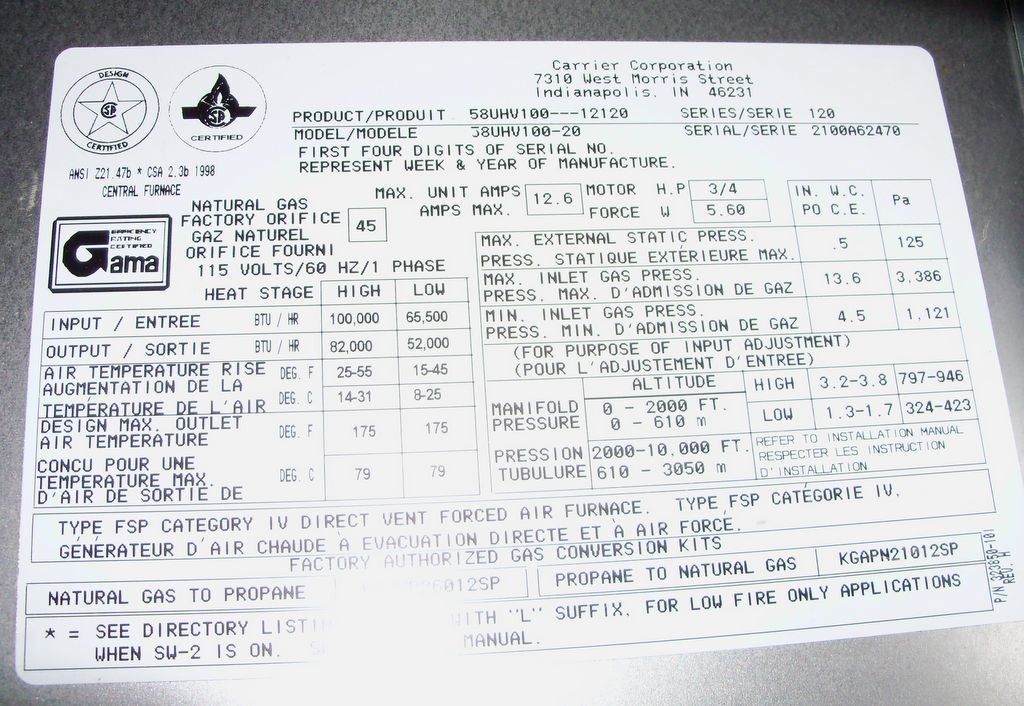 DESIGN
SB
CERTIFIED
SB
CERTIFIED
ANSI Z21.47b * CSA 2.3b 1998
CENTRAL FURNACE
Carrier Corporation
7310 West Morris Street
Indianapolis. IN 46231
PRODUCT/PRODUIT 58UHV100---12120 SERIES/SERIE 120
MODEL/MODELE 58UHV100-20 SERIAL/SERIE 2100A62470
FIRST FOUR DIGITS OF SERIAL NO.
REPRESENT WEEK & YEAR OF MANUFACTURE.
EFFICIENCY
RATING
CERTIFIED
Gama
NATURAL GAS
FACTORY ORIFICE
GAZ NATUREL
ORIFICE FOURNI
45
115 VOLTS/60 HZ/1 PHASE
MAX. UNIT AMPS
AMPS MAX.
12.6
MOTOR H.P 3/4
FORCE W 5.60
IN. W.C.
PO C.E.
Pa
HEAT STAGE HIGH LOW
INPUT / ENTREE BTU / HR 100,000 65,500
OUTPUT / SORTIE BTU / HR 82,000 52,000
AIR TEMPERATURE RISE DEG. F 25-55 15-45
AUGMENTATION DE LA
TEMPERATURE DE L'AIR DEG. C 14-31 8-25
DESIGN MAX. OUTLET
AIR TEMPERATURE DEG. F 175 175
CONCU POUR UNE
TEMPERATURE MAX. DEG. C 79 79
D'AIR DE SORTIE DE
MAX. EXTERNAL STATIC PRESS.
PRESS. STATIQUE EXTÉRIEURE MAX.
.5 125
MAX. INLET GAS PRESS.
PRESS. MAX. D'ADMISSION DE GAZ
13.6 3,386
MIN. INLET GAS PRESS.
PRESS. MIN. D'ADMISSION DE GAZ
4.5 1,121
(FOR PURPOSE OF INPUT ADJUSTMENT)
(POUR L'ADJUSTEMENT D'ENTREE)
ALTITUDE
MANIFOLD
PRESSURE
0 - 2000 FT.
0 - 610 m
HIGH 3.2-3.8 797-946
LOW 1.3-1.7 324-423
PRESSION
TUBULURE
2000-10,000 FT.
610 - 3050 m
REFER TO INSTALLATION MANUAL
RESPECTER LES INSTRUCTION
D'INSTALLATION
TYPE FSP CATEGORY IV DIRECT VENT FORCED AIR FURNACE. TYPE FSP CATÉGORIE IV,
GÉNÉRATEUR D'AIR CHAUDE À EVACUATION DIRECTE ET À AIR FORCE.
FACTORY AUTHORIZED GAS CONVERSION KITS
NATURAL GAS TO PROPANE 6012SP
PROPANE TO NATURAL GAS KGAPN21012SP
* = SEE DIRECTORY WITH "L" SUFFIX, FOR LOW FIRE ONLY APPLICATIONS
WHEN SW-2 IS ON. MANUAL.
P/N 323850-101
REV. H